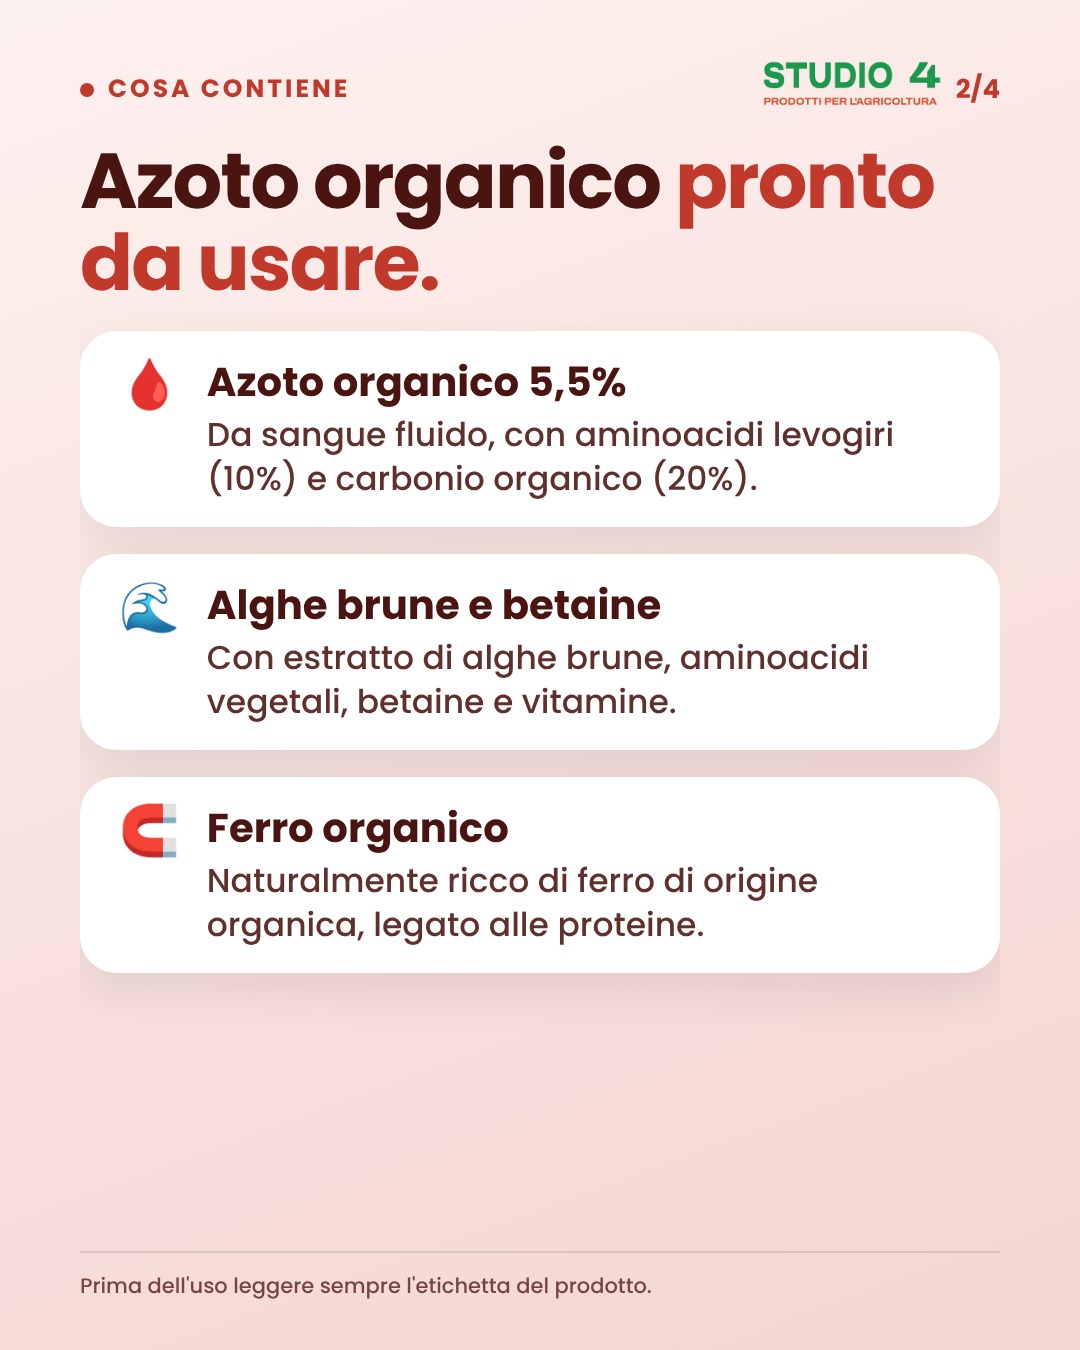 COSA CONTIENE
STUDIO 4
PRODOTTI PER L'AGRICOLTURA
2/4
Azoto organico pronto
da usare.
Azoto organico 5,5%
Da sangue fluido, con aminoacidi levogiri
(10%) e carbonio organico (20%).
Alghe brune e betaine
Con estratto di alghe brune, aminoacidi
vegetali, betaine e vitamine.
Ferro organico
Naturalmente ricco di ferro di origine
organica, legato alle proteine.
Prima dell'uso leggere sempre l'etichetta del prodotto.